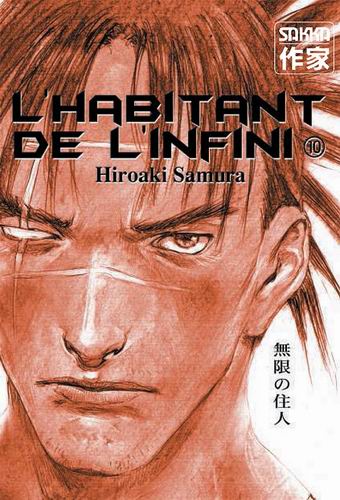 SAKKA
作家
L'HABITANT
DE L'INFINI 10
Hiroaki Samura
無限の住人